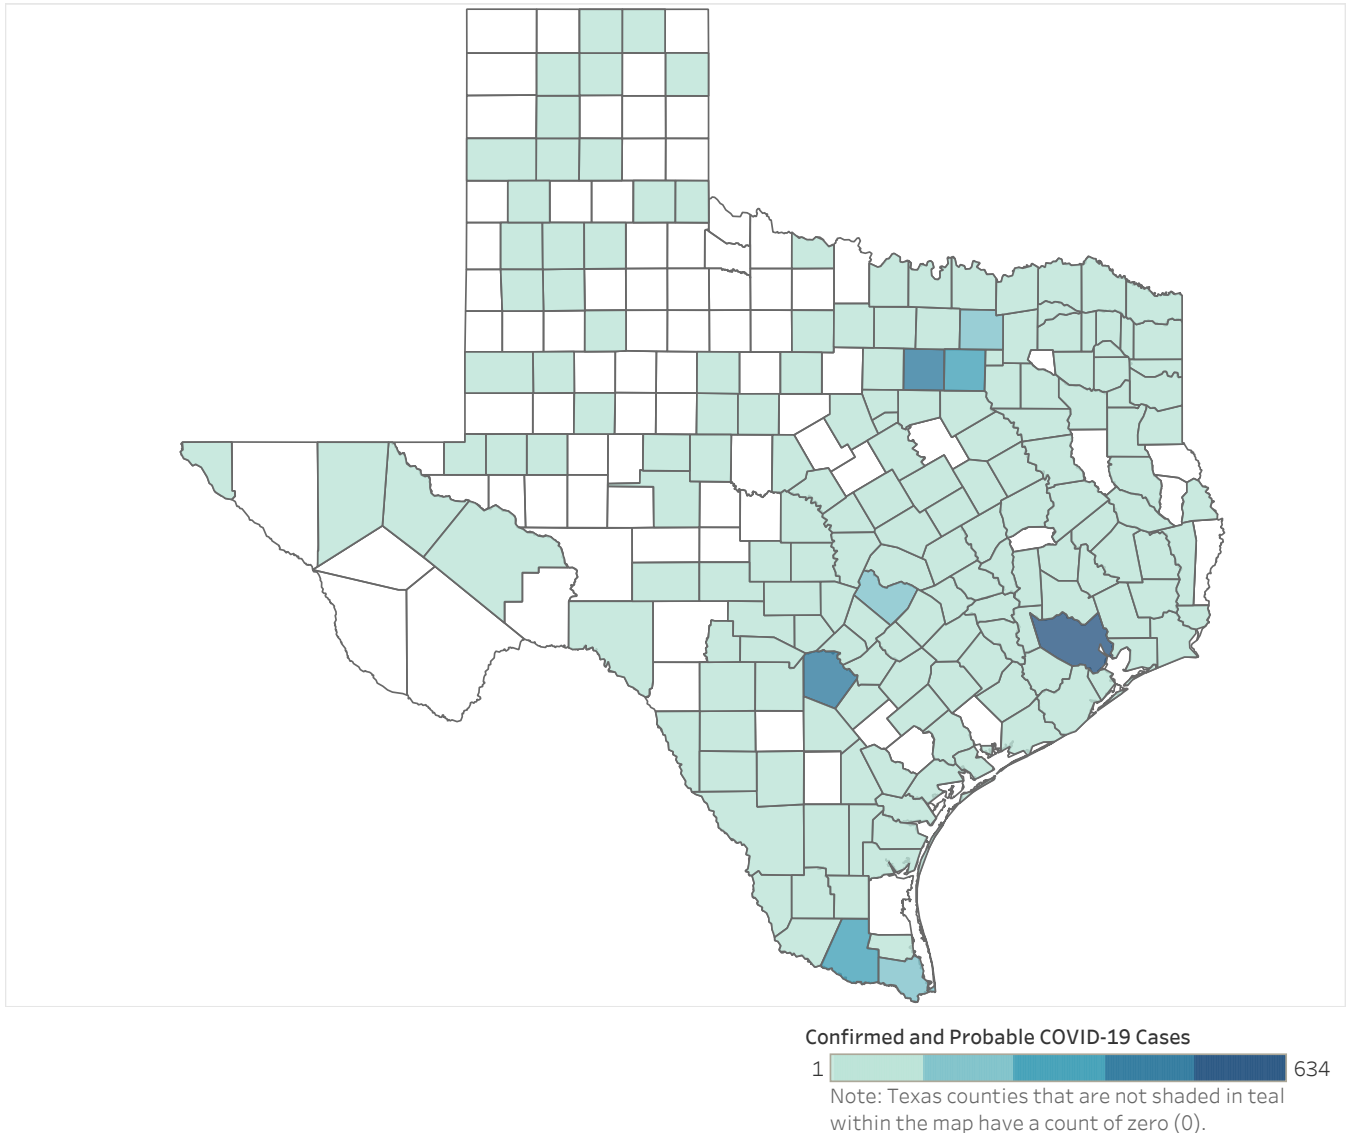 Confirmed and Probable COVID-19 Cases
1 634
Note: Texas counties that are not shaded in teal
within the map have a count of zero (0).